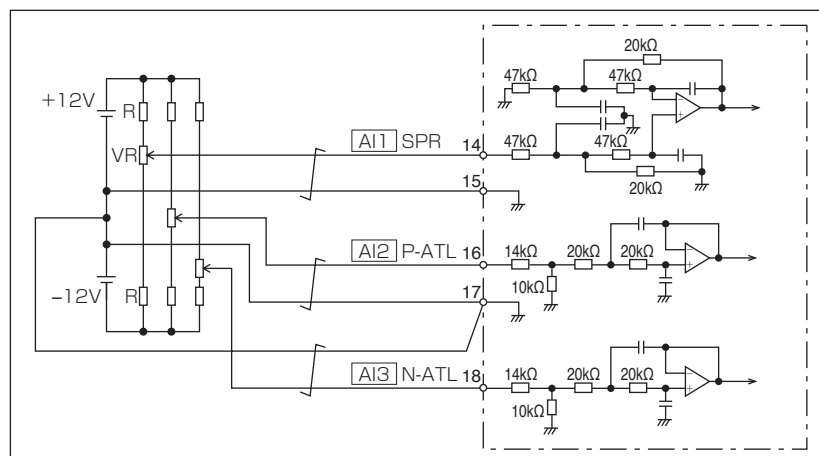 20kΩ
47kΩ 47kΩ
+12V
R
−
+
VR
AI1 SPR 14
47kΩ 47kΩ
15
20kΩ
AI2 P-ATL 16
14kΩ 20kΩ 20kΩ
−
+
−12V
R
17
10kΩ
AI3 N-ATL 18
14kΩ 20kΩ 20kΩ
−
+
10kΩ